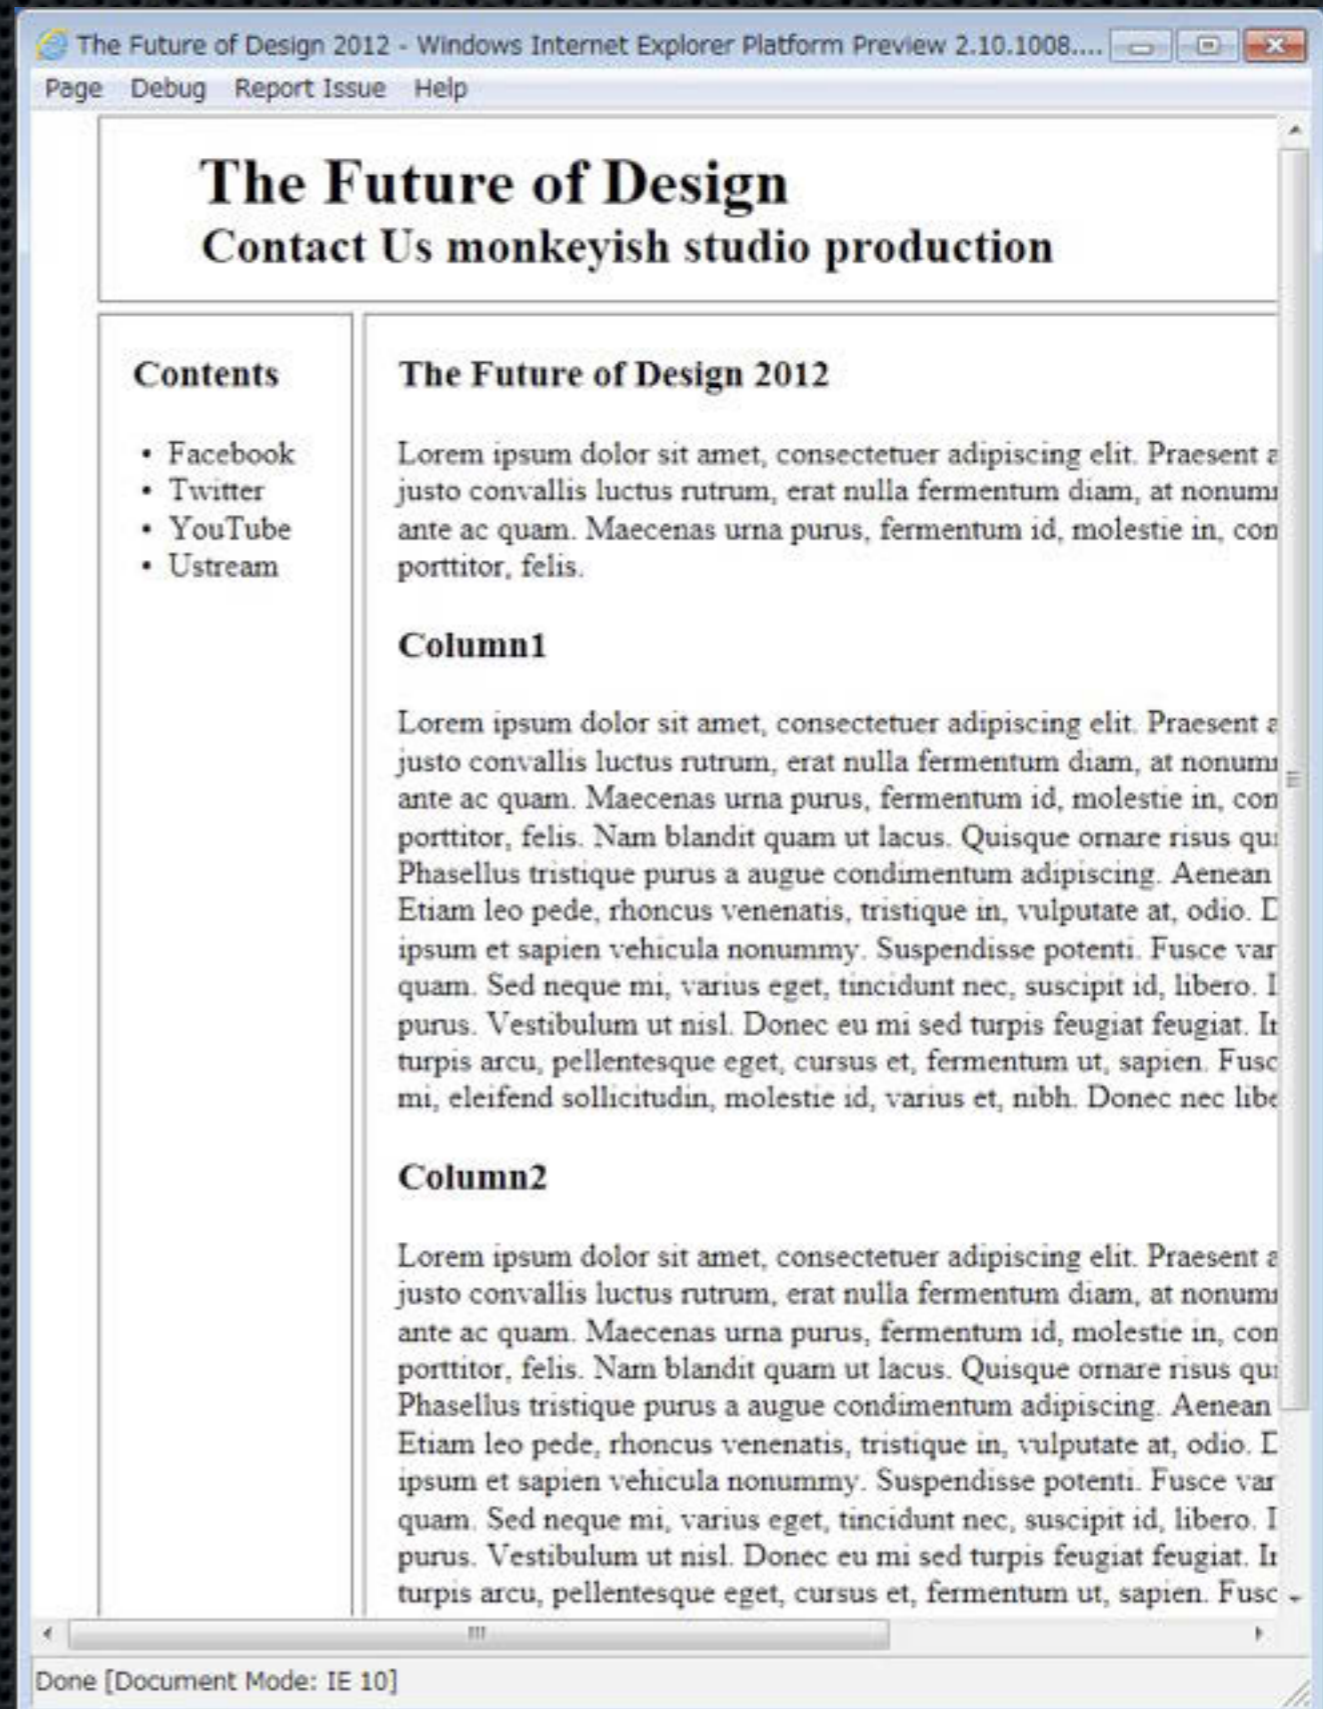 The Future of Design 2012 - Windows Internet Explorer Platform Preview 2.10.1008....
Page Debug Report Issue Help
The Future of Design
Contact Us monkeyish studio production
Contents
• Facebook
• Twitter
• YouTube
• Ustream
The Future of Design 2012
Lorem ipsum dolor sit amet, consectetuer adipiscing elit. Praesent
justo convallis luctus rutrum, erat nulla fermentum diam, at
ante ac quam. Maecenas urna purus, fermentum id, molestie in,
porttitor, felis.
Column1
Lorem ipsum dolor sit amet, consectetuer adipiscing elit. Praesent
justo convallis luctus rutrum, erat nulla fermentum diam, at
ante ac quam. Maecenas urna purus, fermentum id, molestie in,
porttitor, felis. Nam blandit quam ut lacus. Quisque ornare risus
Phasellus tristique purus a augue condimentum adipiscing. Aenean
Etiam leo pede, rhoncus venenatis, tristique in, vulputate at, odio.
ipsum et sapien vehicula nonummy. Suspendisse potenti. Fusce
quam. Sed neque mi, varius eget, tincidunt nec, suscipit id, libero.
purus. Vestibulum ut nisl. Donec eu mi sed turpis feugiat feugiat.
turpis arcu, pellentesque eget, cursus et, fermentum ut, sapien.
mi, eleifend sollicitudin, molestie id, varius et, nibh. Donec nec
Column2
Lorem ipsum dolor sit amet, consectetuer adipiscing elit. Praesent
justo convallis luctus rutrum, erat nulla fermentum diam, at
ante ac quam. Maecenas urna purus, fermentum id, molestie in,
porttitor, felis. Nam blandit quam ut lacus. Quisque ornare risus
Phasellus tristique purus a augue condimentum adipiscing. Aenean
Etiam leo pede, rhoncus venenatis, tristique in, vulputate at, odio.
ipsum et sapien vehicula nonummy. Suspendisse potenti. Fusce
quam. Sed neque mi, varius eget, tincidunt nec, suscipit id, libero.
purus. Vestibulum ut nisl. Donec eu mi sed turpis feugiat feugiat.
turpis arcu, pellentesque eget, cursus et, fermentum ut, sapien.
Done [Document Mode: IE 10]